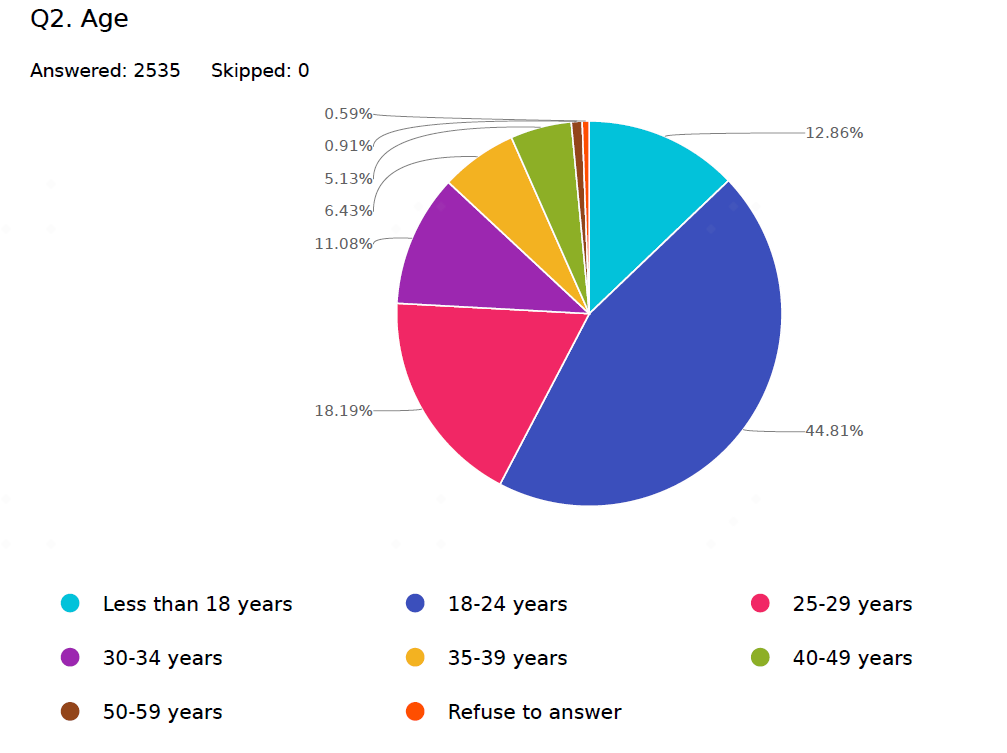 Q2. Age
Answered: 2535 Skipped: 0
0.59%
12.86%
0.91%
5.13%
6.43%
11.08%
18.19%
44.81%
Less than 18 years
18-24 years
25-29 years
30-34 years
35-39 years
40-49 years
50-59 years
Refuse to answer